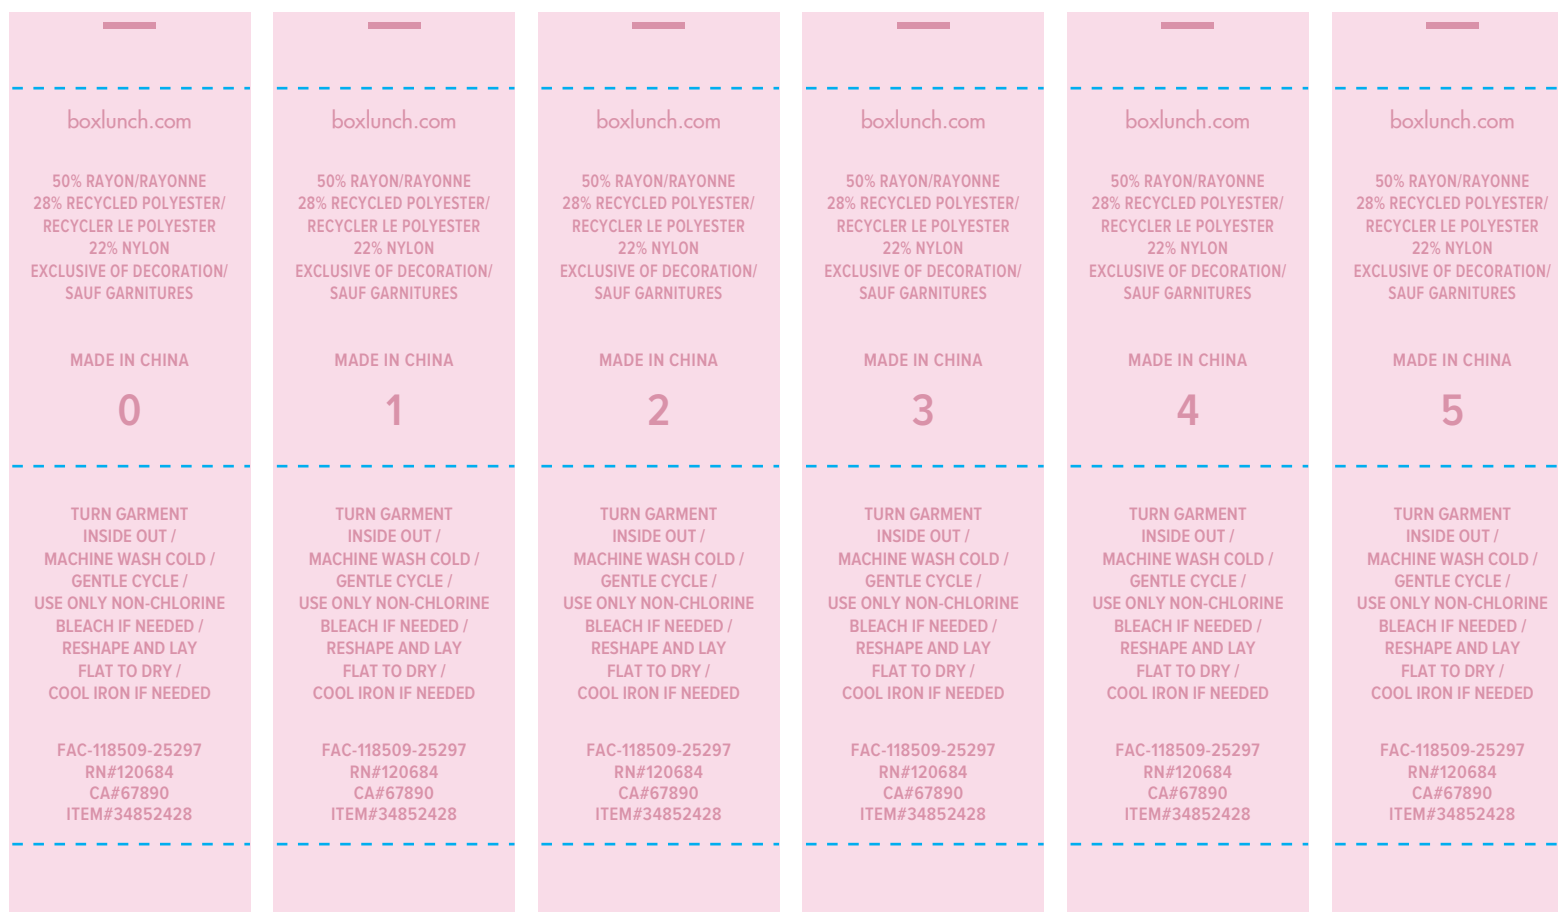 boxlunch.com
50% RAYON/RAYONNE
28% RECYCLED POLYESTER/
RECYCLER LE POLYESTER
22% NYLON
EXCLUSIVE OF DECORATION/
SAUF GARNITURES
MADE IN CHINA
0
TURN GARMENT
INSIDE OUT /
MACHINE WASH COLD /
GENTLE CYCLE /
USE ONLY NON-CHLORINE
BLEACH IF NEEDED /
RESHAPE AND LAY
FLAT TO DRY /
COOL IRON IF NEEDED
FAC-118509-25297
RN#120684
CA#67890
ITEM#34852428
boxlunch.com
50% RAYON/RAYONNE
28% RECYCLED POLYESTER/
RECYCLER LE POLYESTER
22% NYLON
EXCLUSIVE OF DECORATION/
SAUF GARNITURES
MADE IN CHINA
1
TURN GARMENT
INSIDE OUT /
MACHINE WASH COLD /
GENTLE CYCLE /
USE ONLY NON-CHLORINE
BLEACH IF NEEDED /
RESHAPE AND LAY
FLAT TO DRY /
COOL IRON IF NEEDED
FAC-118509-25297
RN#120684
CA#67890
ITEM#34852428
boxlunch.com
50% RAYON/RAYONNE
28% RECYCLED POLYESTER/
RECYCLER LE POLYESTER
22% NYLON
EXCLUSIVE OF DECORATION/
SAUF GARNITURES
MADE IN CHINA
2
TURN GARMENT
INSIDE OUT /
MACHINE WASH COLD /
GENTLE CYCLE /
USE ONLY NON-CHLORINE
BLEACH IF NEEDED /
RESHAPE AND LAY
FLAT TO DRY /
COOL IRON IF NEEDED
FAC-118509-25297
RN#120684
CA#67890
ITEM#34852428
boxlunch.com
50% RAYON/RAYONNE
28% RECYCLED POLYESTER/
RECYCLER LE POLYESTER
22% NYLON
EXCLUSIVE OF DECORATION/
SAUF GARNITURES
MADE IN CHINA
3
TURN GARMENT
INSIDE OUT /
MACHINE WASH COLD /
GENTLE CYCLE /
USE ONLY NON-CHLORINE
BLEACH IF NEEDED /
RESHAPE AND LAY
FLAT TO DRY /
COOL IRON IF NEEDED
FAC-118509-25297
RN#120684
CA#67890
ITEM#34852428
boxlunch.com
50% RAYON/RAYONNE
28% RECYCLED POLYESTER/
RECYCLER LE POLYESTER
22% NYLON
EXCLUSIVE OF DECORATION/
SAUF GARNITURES
MADE IN CHINA
4
TURN GARMENT
INSIDE OUT /
MACHINE WASH COLD /
GENTLE CYCLE /
USE ONLY NON-CHLORINE
BLEACH IF NEEDED /
RESHAPE AND LAY
FLAT TO DRY /
COOL IRON IF NEEDED
FAC-118509-25297
RN#120684
CA#67890
ITEM#34852428
boxlunch.com
50% RAYON/RAYONNE
28% RECYCLED POLYESTER/
RECYCLER LE POLYESTER
22% NYLON
EXCLUSIVE OF DECORATION/
SAUF GARNITURES
MADE IN CHINA
5
TURN GARMENT
INSIDE OUT /
MACHINE WASH COLD /
GENTLE CYCLE /
USE ONLY NON-CHLORINE
BLEACH IF NEEDED /
RESHAPE AND LAY
FLAT TO DRY /
COOL IRON IF NEEDED
FAC-118509-25297
RN#120684
CA#67890
ITEM#34852428